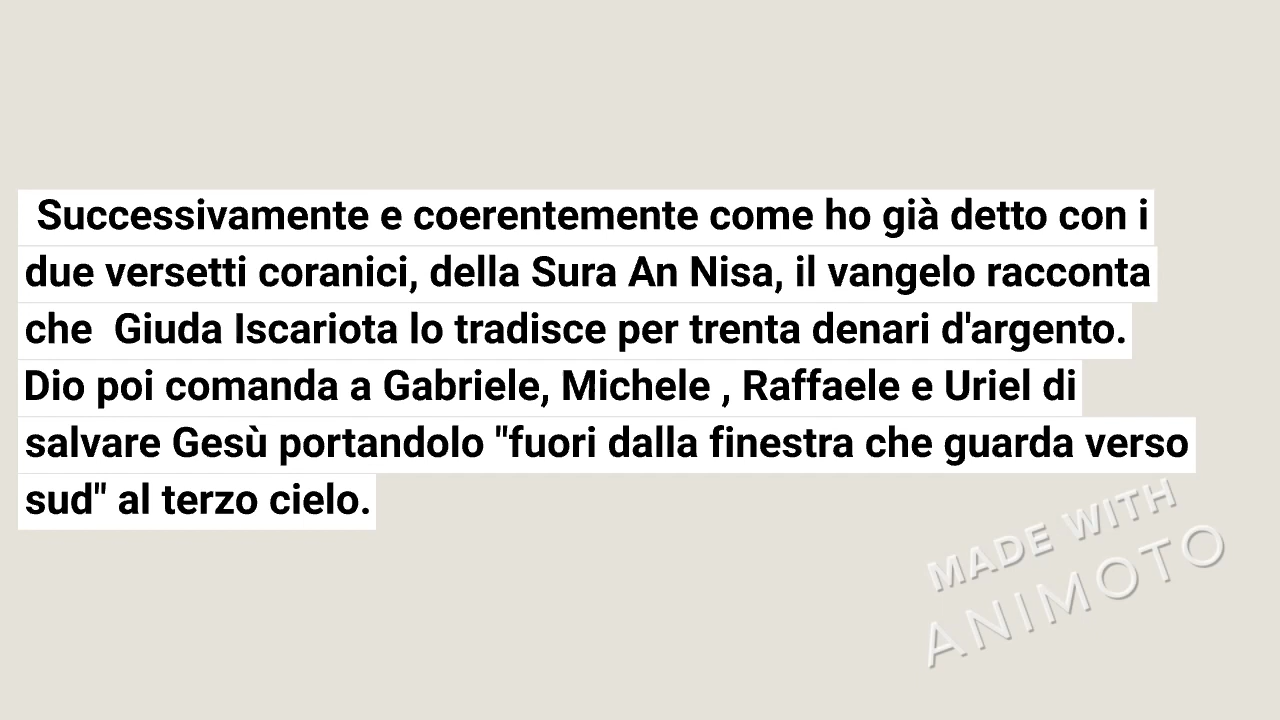 Successivamente e coerentemente come ho già detto con i
due versetti coranici, della Sura An Nisa, il vangelo racconta
che  Giuda Iscariota lo tradisce per trenta denari d'argento.
Dio poi comanda a Gabriele, Michele , Raffaele e Uriel di
salvare Gesù portandolo "fuori dalla finestra che guarda verso
sud" al terzo cielo.
MADE WITH
ANIMOTO